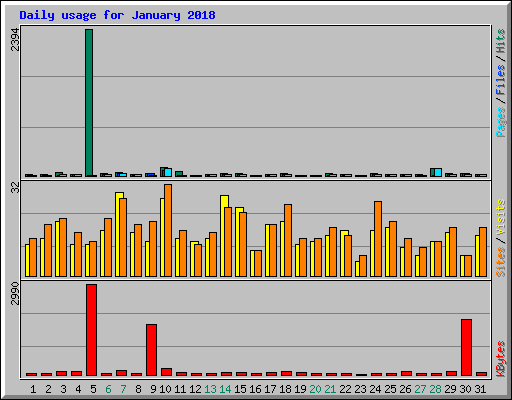 Daily usage for January 2018
2394
Pages / Files / Hits
32
Sites / Visits
2990
KBytes
1 2 3 4 5 6 7 8 9 10 11 12 13 14 15 16 17 18 19 20 21 22 23 24 25 26 27 28 29 30 31